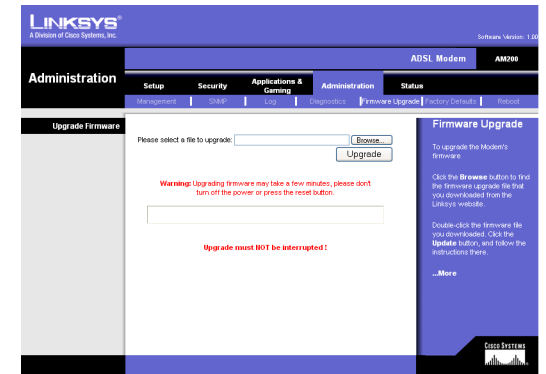 LINKSYS®
A Division of Cisco Systems, Inc.
Software Version: 1.00
ADSL Modem
AM200
Administration
Setup
Security
Applications & Gaming
Administration
Status
Management
SNMP
Log
Diagnostics
Firmware Upgrade
Factory Defaults
Reboot
Upgrade Firmware
Please select a file to upgrade:
Browse...
Upgrade
Warning: Upgrading firmware may take a few minutes, please don't
turn off the power or press the reset button.
Upgrade must NOT be interrupted !
Firmware Upgrade
To upgrade the Modem's
firmware:
Click the Browse button to find
the firmware upgrade file that
you downloaded from the
Linksys website.
Double-click the firmware file
you downloaded. Click the
Update button, and follow the
instructions there.
...More
CISCO SYSTEMS